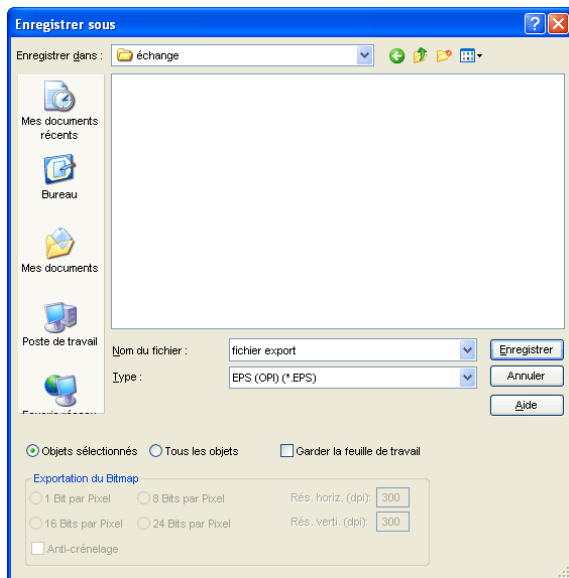 Enregistrer sous
Enregistrer dans :
échange
Mes documents
récents
Bureau
Mes documents
Poste de travail
Nom du fichier :
fichier export
Enregistrer
Type :
EPS (OPI) (*.EPS)
Annuler
Aide
Objets sélectionnés
Tous les objets
Garder la feuille de travail
Exportation du Bitmap
1 Bit par Pixel
8 Bits par Pixel
Rés. horiz. (dpi):
300
16 Bits par Pixel
24 Bits par Pixel
Rés. verti. (dpi):
300
Anti-crénelage